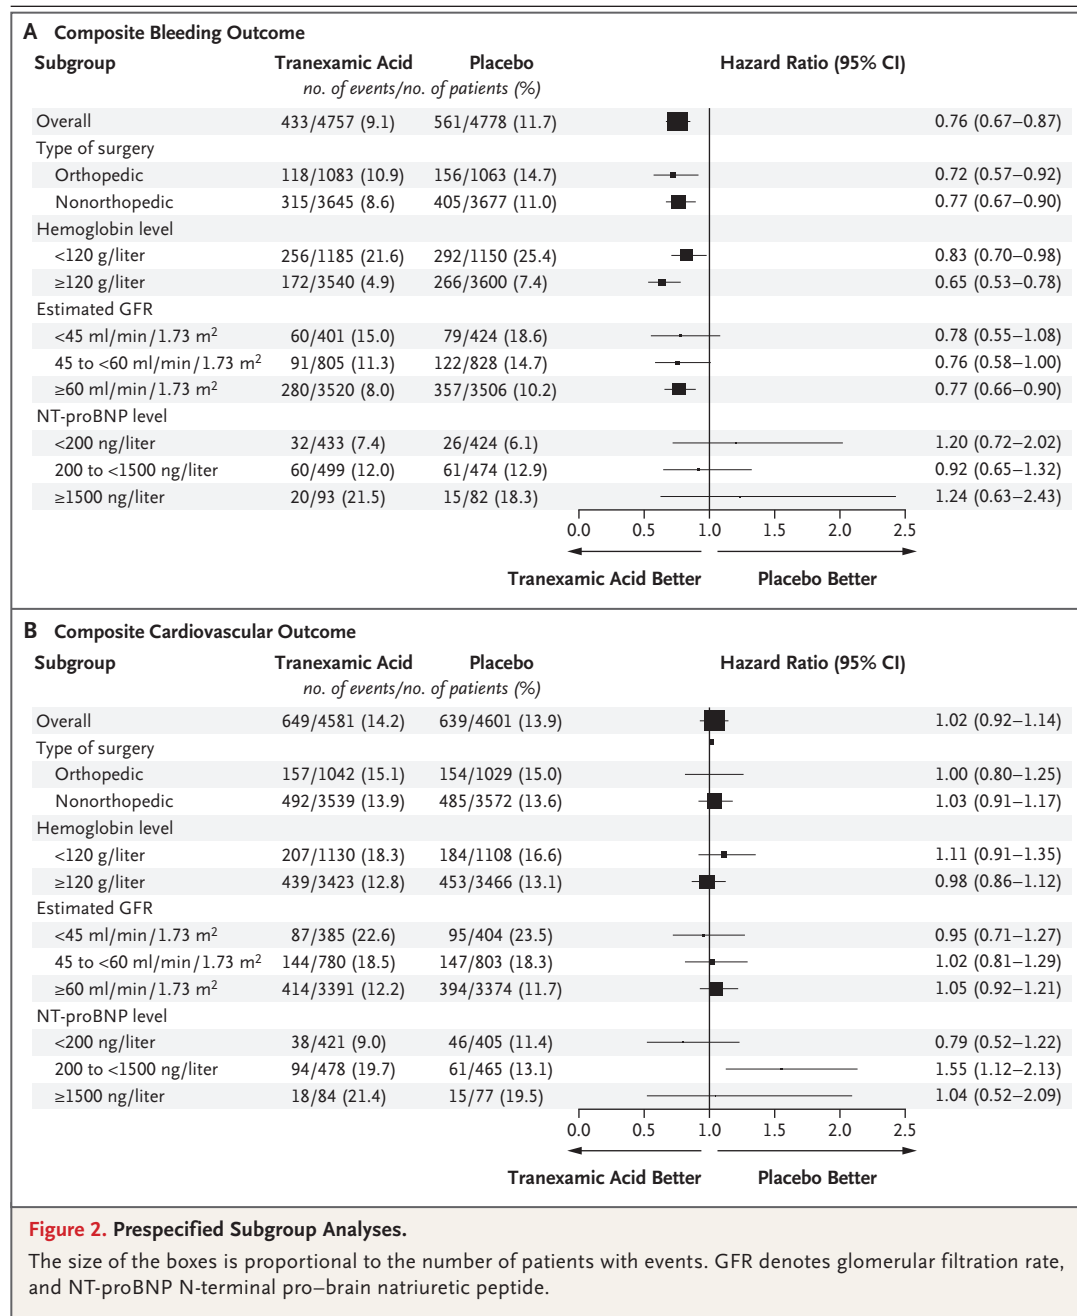 A Composite Bleeding Outcome
Subgroup Tranexamic Acid Placebo Hazard Ratio (95% CI)
no. of events/no. of patients (%)
Overall 433/4757 (9.1) 561/4778 (11.7) 0.76 (0.67–0.87)
Type of surgery
Orthopedic 118/1083 (10.9) 156/1063 (14.7) 0.72 (0.57–0.92)
Nonorthopedic 315/3645 (8.6) 405/3677 (11.0) 0.77 (0.67–0.90)
Hemoglobin level
<120 g/liter 256/1185 (21.6) 292/1150 (25.4) 0.83 (0.70–0.98)
≥120 g/liter 172/3540 (4.9) 266/3600 (7.4) 0.65 (0.53–0.78)
Estimated GFR
<45 ml/min/1.73 m² 60/401 (15.0) 79/424 (18.6) 0.78 (0.55–1.08)
45 to <60 ml/min/1.73 m² 91/805 (11.3) 122/828 (14.7) 0.76 (0.58–1.00)
≥60 ml/min/1.73 m² 280/3520 (8.0) 357/3506 (10.2) 0.77 (0.66–0.90)
NT-proBNP level
<200 ng/liter 32/433 (7.4) 26/424 (6.1) 1.20 (0.72–2.02)
200 to <1500 ng/liter 60/499 (12.0) 61/474 (12.9) 0.92 (0.65–1.32)
≥1500 ng/liter 20/93 (21.5) 15/82 (18.3) 1.24 (0.63–2.43)
0.0 0.5 1.0 1.5 2.0 2.5
Tranexamic Acid Better Placebo Better
B Composite Cardiovascular Outcome
Subgroup Tranexamic Acid Placebo Hazard Ratio (95% CI)
no. of events/no. of patients (%)
Overall 649/4581 (14.2) 639/4601 (13.9) 1.02 (0.92–1.14)
Type of surgery
Orthopedic 157/1042 (15.1) 154/1029 (15.0) 1.00 (0.80–1.25)
Nonorthopedic 492/3539 (13.9) 485/3572 (13.6) 1.03 (0.91–1.17)
Hemoglobin level
<120 g/liter 207/1130 (18.3) 184/1108 (16.6) 1.11 (0.91–1.35)
≥120 g/liter 439/3423 (12.8) 453/3466 (13.1) 0.98 (0.86–1.12)
Estimated GFR
<45 ml/min/1.73 m² 87/385 (22.6) 95/404 (23.5) 0.95 (0.71–1.27)
45 to <60 ml/min/1.73 m² 144/780 (18.5) 147/803 (18.3) 1.02 (0.81–1.29)
≥60 ml/min/1.73 m² 414/3391 (12.2) 394/3374 (11.7) 1.05 (0.92–1.21)
NT-proBNP level
<200 ng/liter 38/421 (9.0) 46/405 (11.4) 0.79 (0.52–1.22)
200 to <1500 ng/liter 94/478 (19.7) 61/465 (13.1) 1.55 (1.12–2.13)
≥1500 ng/liter 18/84 (21.4) 15/77 (19.5) 1.04 (0.52–2.09)
0.0 0.5 1.0 1.5 2.0 2.5
Tranexamic Acid Better Placebo Better
Figure 2. Prespecified Subgroup Analyses.
The size of the boxes is proportional to the number of patients with events. GFR denotes glomerular filtration rate,
and NT-proBNP N-terminal pro–brain natriuretic peptide.